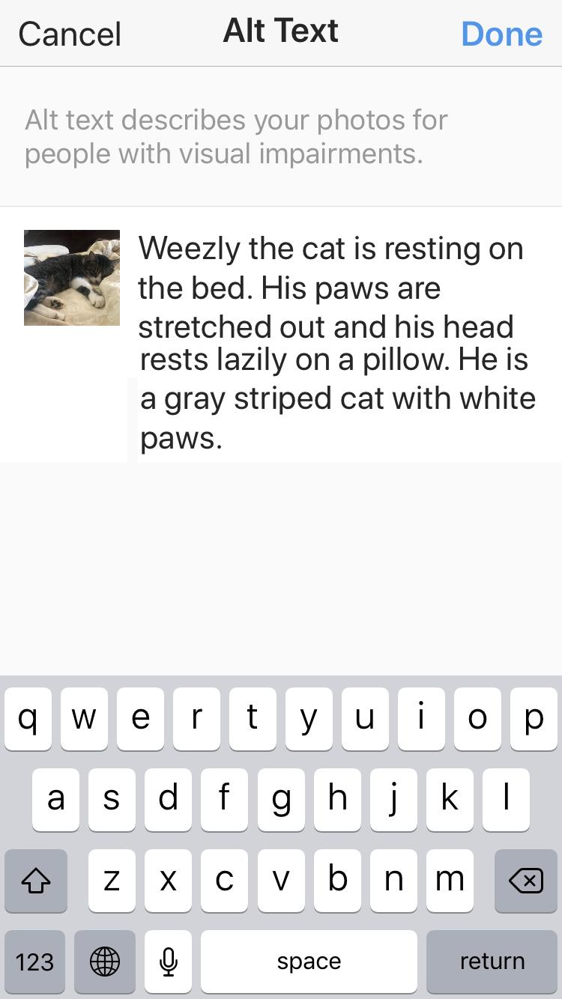 Cancel Alt Text Done
Alt text describes your photos for
people with visual impairments.
Weezly the cat is resting on
the bed. His paws are
stretched out and his head
rests lazily on a pillow. He is
a gray striped cat with white
paws.
q w e r t y u i o p
a s d f g h j k l
z x c v b n m
123 space return